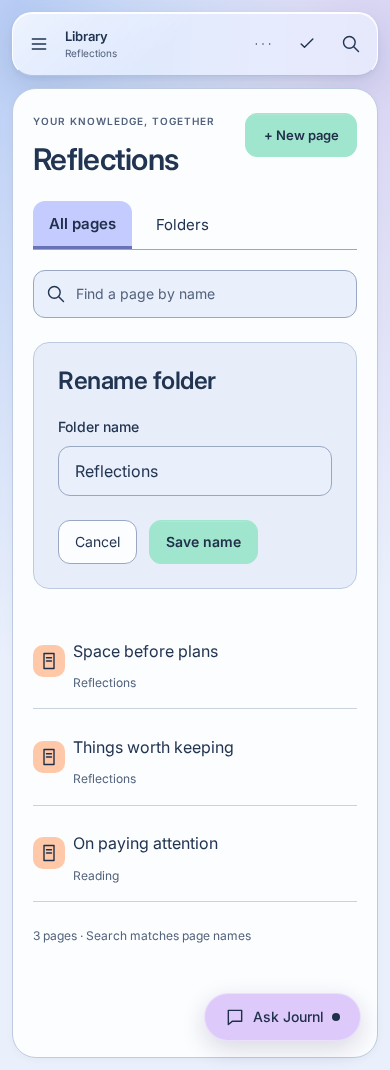 Library
Reflections
YOUR KNOWLEDGE, TOGETHER
Reflections
+ New page
All pages
Folders
Find a page by name
Rename folder
Folder name
Reflections
Cancel
Save name
Space before plans
Reflections
Things worth keeping
Reflections
On paying attention
Reading
3 pages · Search matches page names
Ask Journl